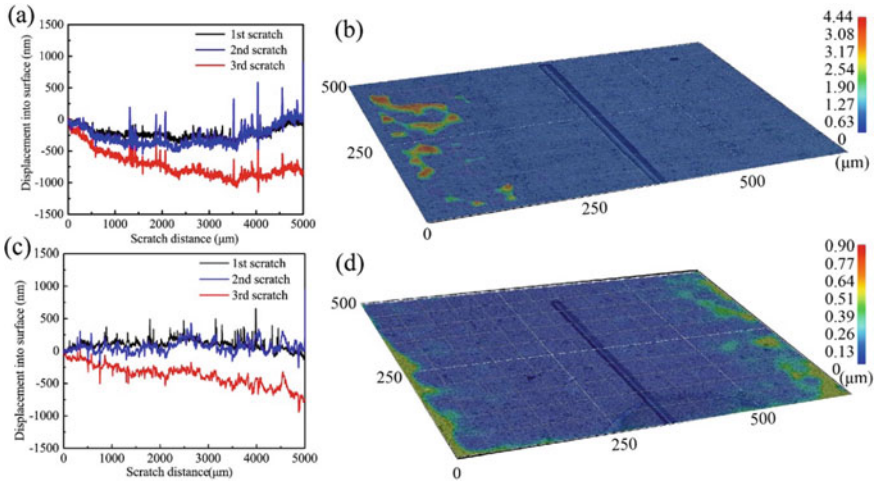 (a)
1st scratch
2nd scratch
3rd scratch
Displacement into surface (nm)
1500
1000
500
0
-500
-1000
-1500
0 1000 2000 3000 4000 5000
Scratch distance (μm)
(b)
500
250
0
250
500
4.44
3.08
3.17
2.54
1.90
1.27
0.63
0
(μm)
(c)
1st scratch
2nd scratch
3rd scratch
Displacement into surface (nm)
1500
1000
500
0
-500
-1000
-1500
0 1000 2000 3000 4000 5000
Scratch distance(μm)
(d)
500
250
0
250
500
0.90
0.77
0.64
0.51
0.39
0.26
0.13
0
(μm)